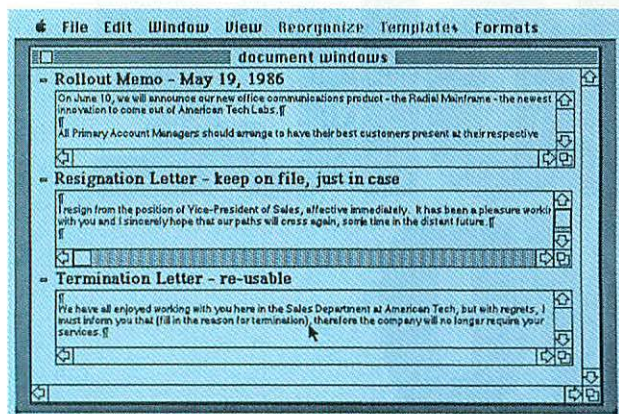 File Edit Window View Reorganize Templates Formats
document windows
- Rollout Memo - May 19, 1986
On June 10, we will announce our new office communications product - the Radial Mainframe - the newest
innovation to come out of American Tech Labs.¶
¶
All Primary Account Managers should arrange to have their best customers present at their respective
- Resignation Letter - keep on file, just in case
¶
I resign from the position of Vice-President of Sales, effective immediately. It has been a pleasure workin
with you and I sincerely hope that our paths will cross again, some time in the distant future.¶
¶
- Termination Letter - re-usable
¶
We have all enjoyed working with you here in the Sales Department at American Tech, but with regrets, I
must inform you that (fill in the reason for termination), therefore the company will no longer require your
services.¶